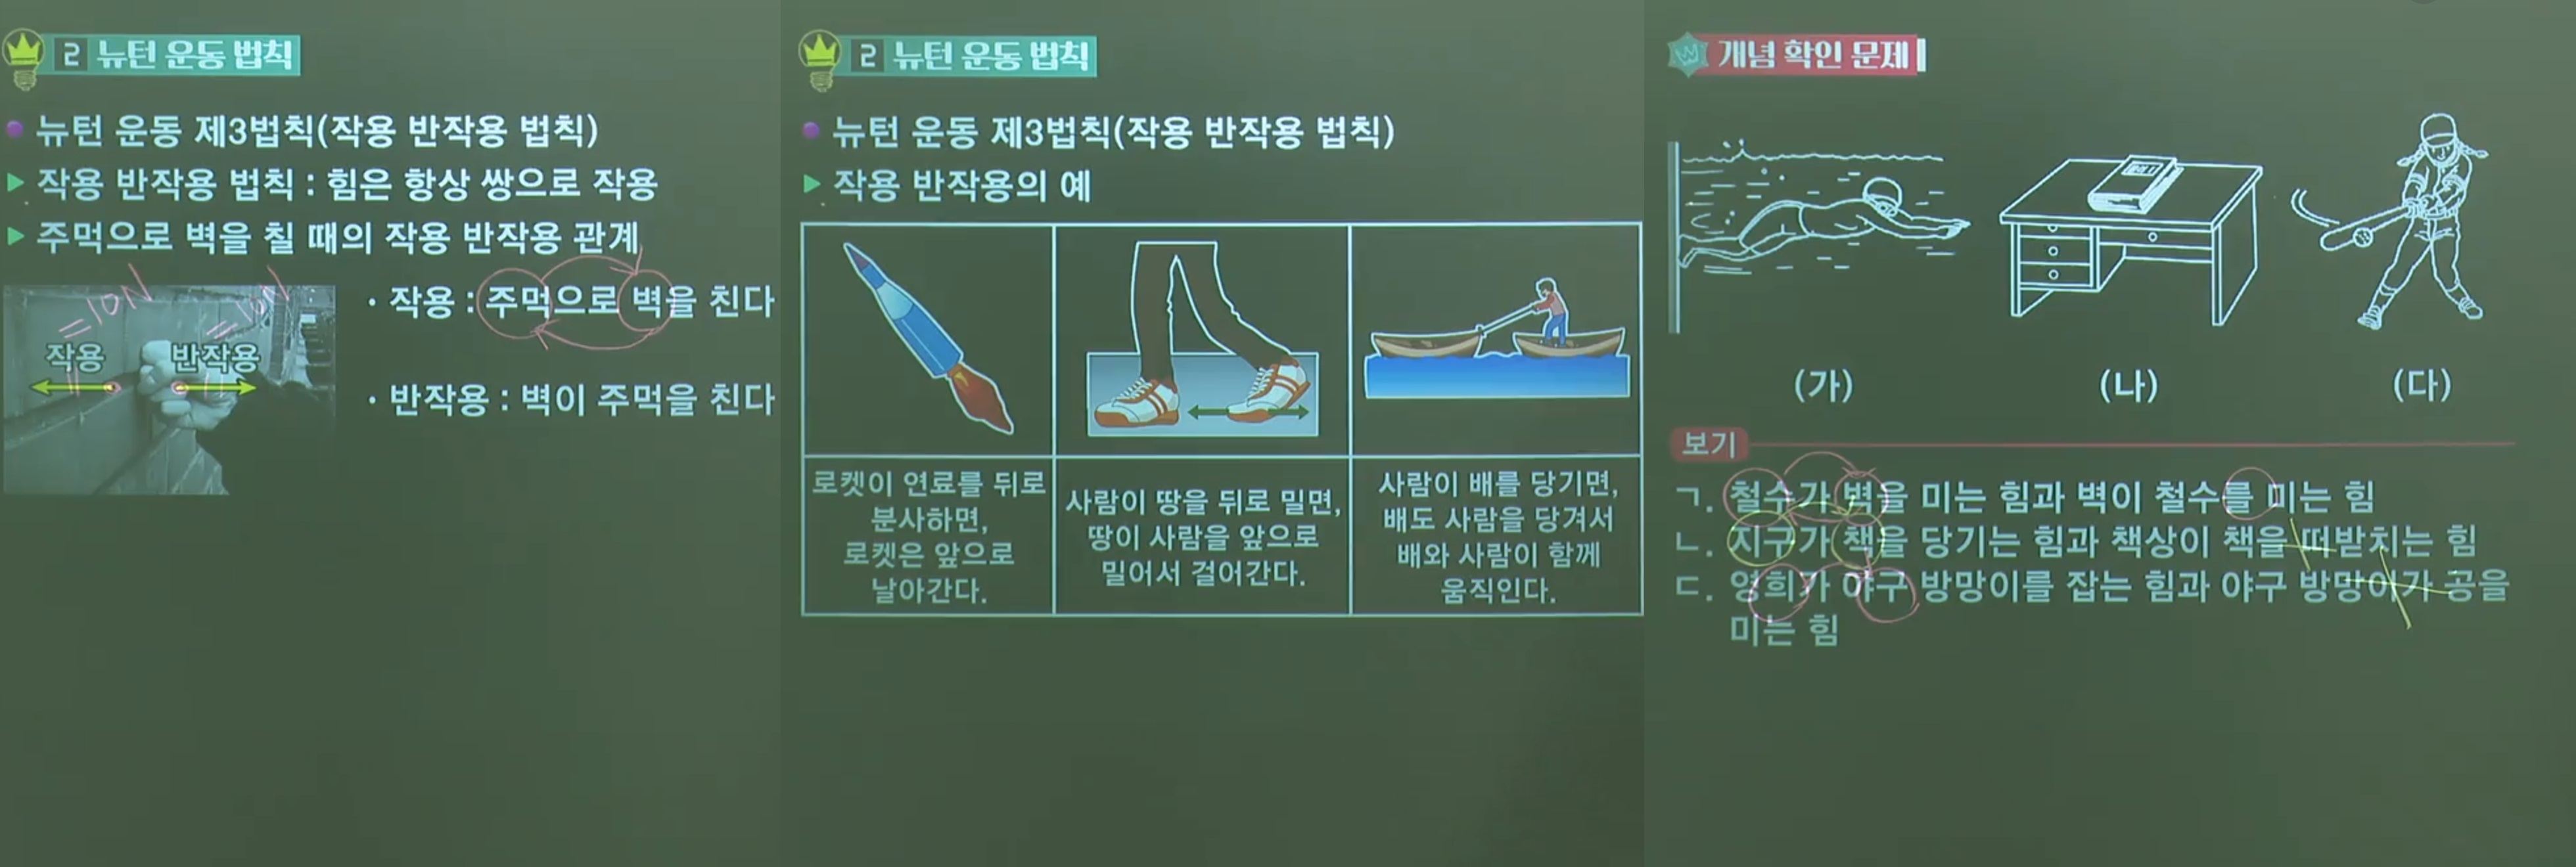 2 뉴턴 운동 법칙
뉴턴 운동 제3법칙(작용 반작용 법칙)
작용 반작용 법칙 : 힘은 항상 쌍으로 작용
주먹으로 벽을 칠 때의 작용 반작용 관계
=10N
=10N
작용
반작용
· 작용 : 주먹으로 벽을 친다
· 반작용 : 벽이 주먹을 친다
2 뉴턴 운동 법칙
뉴턴 운동 제3법칙(작용 반작용 법칙)
작용 반작용의 예
로켓이 연료를 뒤로
분사하면,
로켓은 앞으로
날아간다.
사람이 땅을 뒤로 밀면,
땅이 사람을 앞으로
밀어서 걸어간다.
사람이 배를 당기면,
배도 사람을 당겨서
배와 사람이 함께
움직인다.
개념 확인 문제
(가)
(나)
(다)
보기
ㄱ. 철수가 벽을 미는 힘과 벽이 철수를 미는 힘
ㄴ. 지구가 책을 당기는 힘과 책상이 책을 떠받치는 힘
ㄷ. 영희가 야구 방망이를 잡는 힘과 야구 방망이가 공을
미는 힘